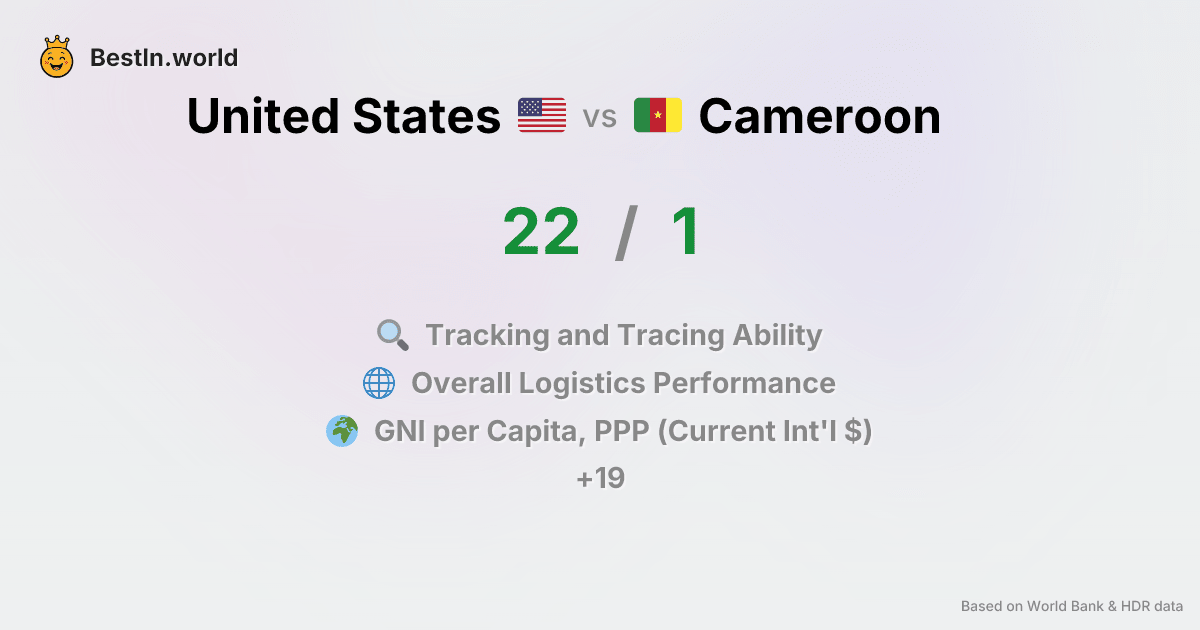 BestIn.world
United States vs Cameroon
22 / 1
Tracking and Tracing Ability
Overall Logistics Performance
GNI per Capita, PPP (Current Int'l $)
+19
Based on World Bank & HDR data